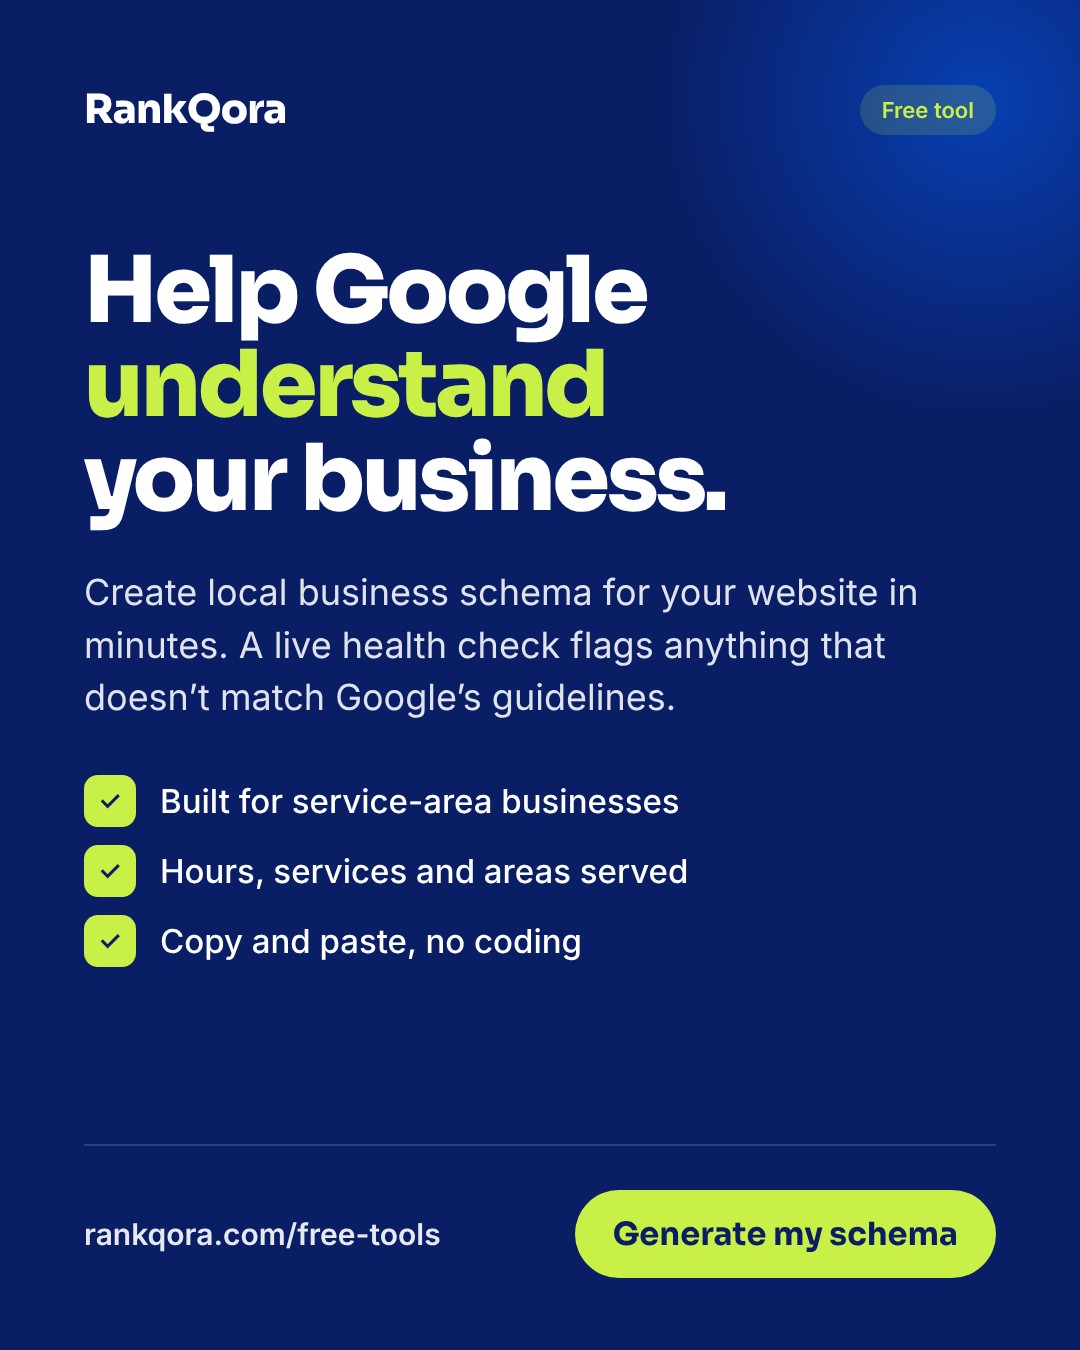 RankQora
Free tool
Help Google
understand
your business.
Create local business schema for your website in
minutes. A live health check flags anything that
doesn’t match Google’s guidelines.
Built for service-area businesses
Hours, services and areas served
Copy and paste, no coding
rankqora.com/free-tools
Generate my schema